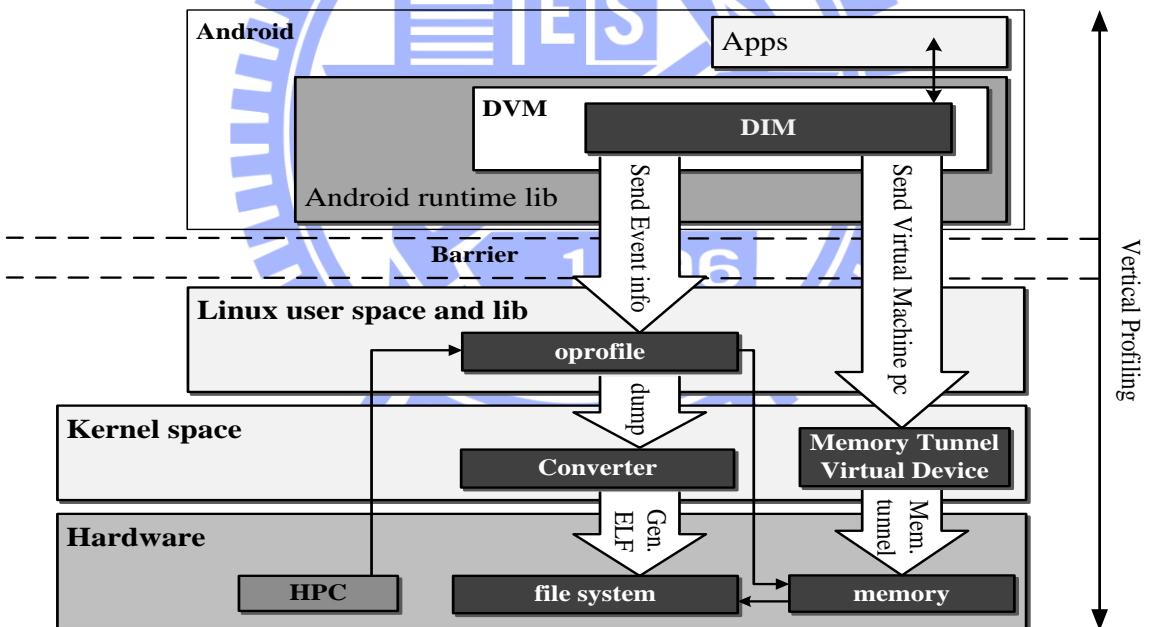 Android
Apps
DVM
DIM
Android runtime lib
Send Event info
Send Virtual Machine pc
Barrier
Vertical Profiling
Linux user space and lib
oprofile
dump
Kernel space
Converter
Memory Tunnel
Virtual Device
Gen.
ELF
Mem.
tunnel
Hardware
HPC
file system
memory